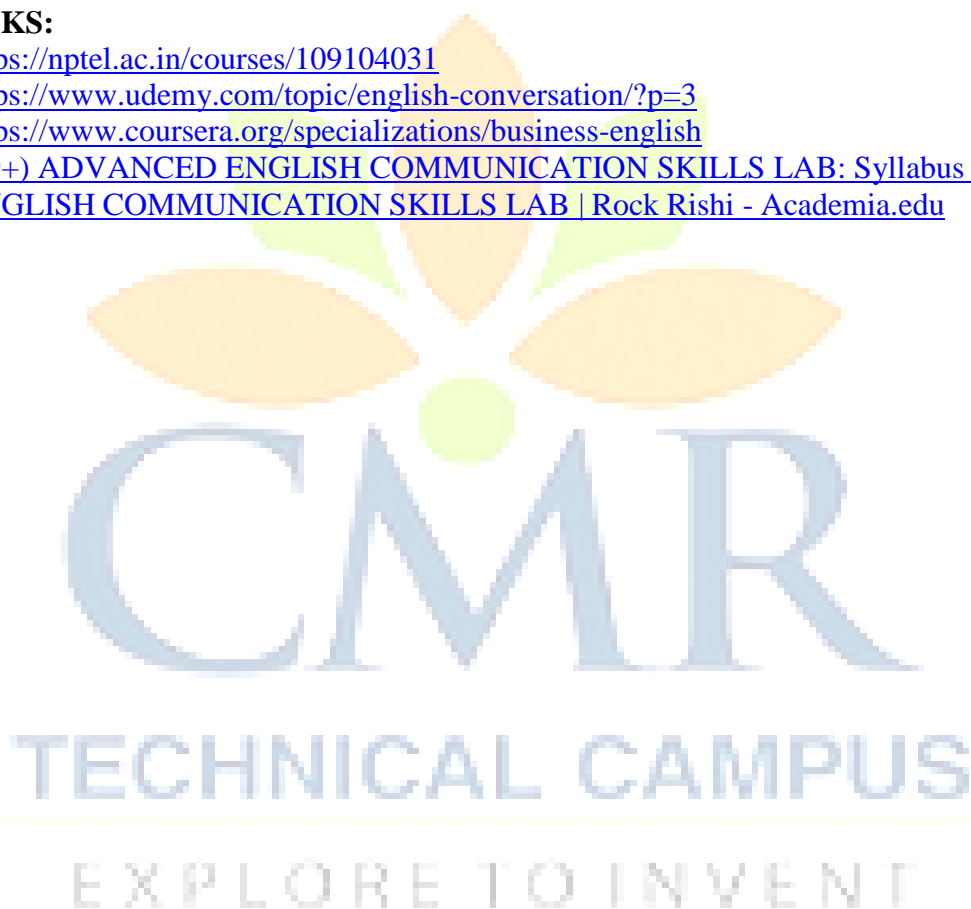 KS:
ps://nptel.ac.in/courses/109104031
ps://www.udemy.com/topic/english-conversation/?p=3
ps://www.coursera.org/specializations/business-english
+) ADVANCED ENGLISH COMMUNICATION SKILLS LAB: Syllabus
GLISH COMMUNICATION SKILLS LAB | Rock Rishi - Academia.edu
CMR
TECHNICAL CAMPUS
EXPLORE TO INVENT